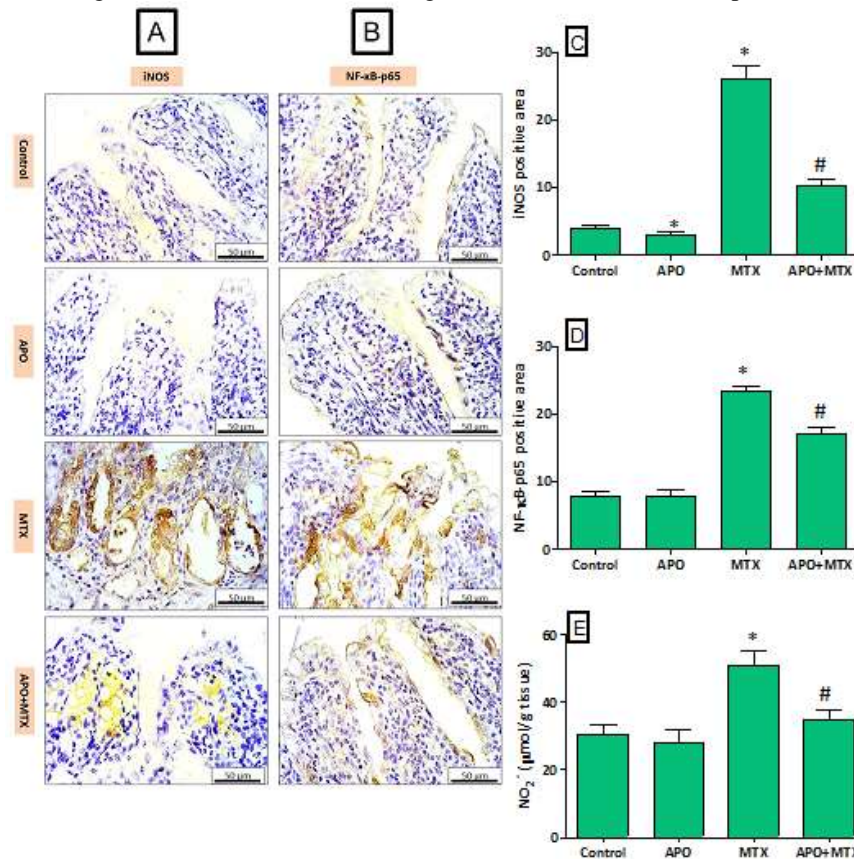 A
B
iNOS
NF-κB-p65
Control
50 µm
50 µm
APO
50 µm
50 µm
MTX
50 µm
50 µm
APO+MTX
50 µm
50 µm
C
iNOS positive area
30
20
10
0
*
*
#
Control APO MTX APO+MTX
D
NF-κB-p65 positive area
30
20
10
0
*
#
Control APO MTX APO+MTX
E
NO₂⁻ (µmol/g tissue)
60
40
20
0
*
#
Control APO MTX APO+MTX